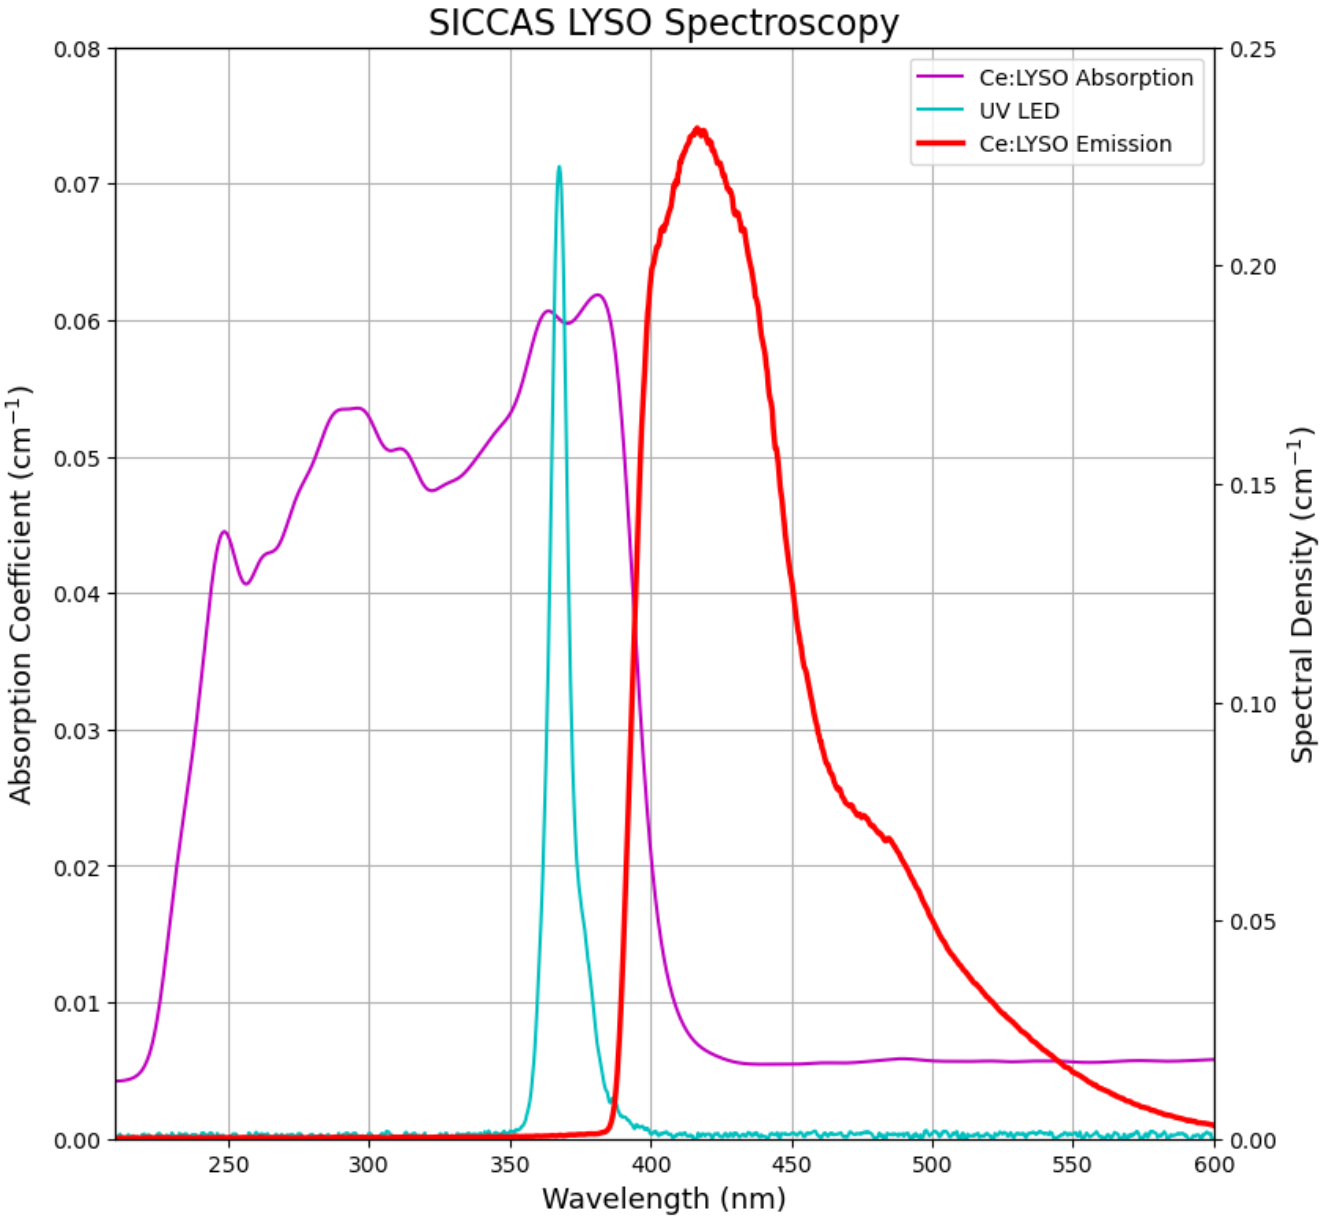 SICCAS LYSO Spectroscopy
Ce:LYSO Absorption
UV LED
Ce:LYSO Emission
Absorption Coefficient (cm⁻¹)
0.08
0.07
0.06
0.05
0.04
0.03
0.02
0.01
0.00
0.25
0.20
0.15
0.10
0.05
0.00
Spectral Density (cm⁻¹)
250 300 350 400 450 500 550 600
Wavelength (nm)